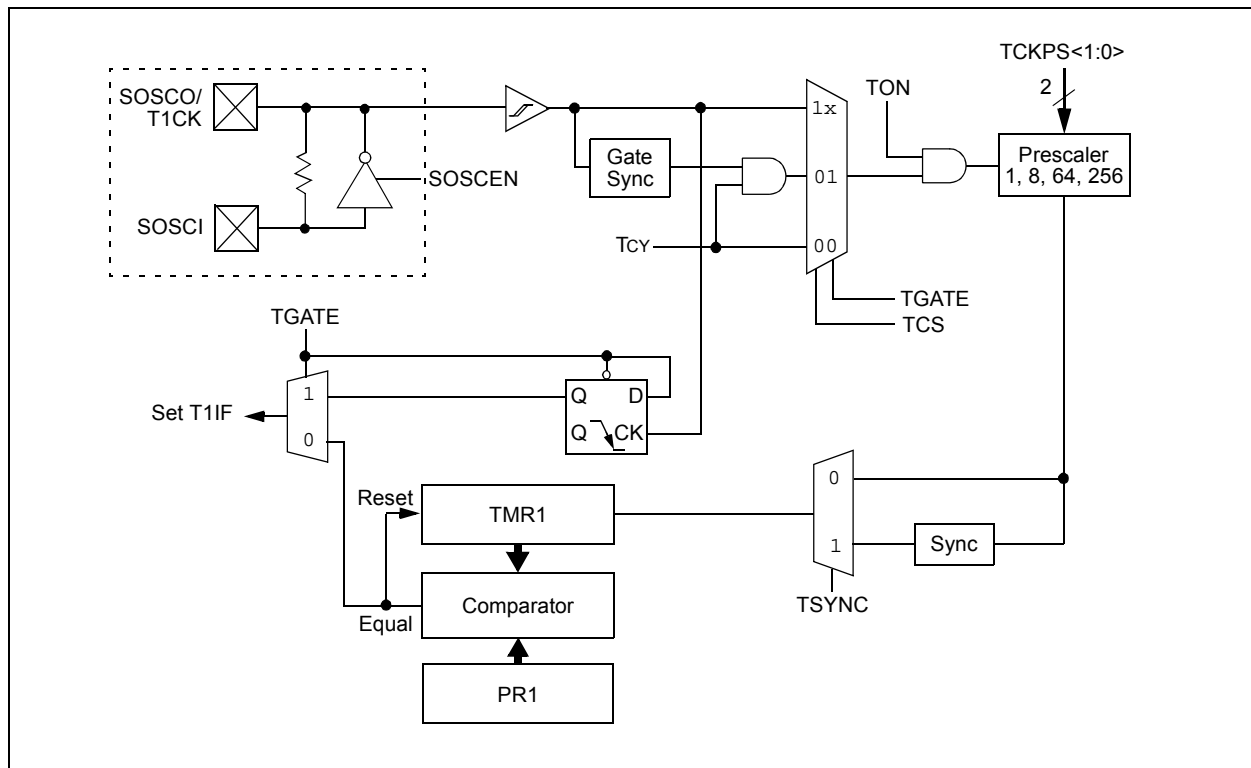 TCKPS<1:0>
2
SOSCO/
T1CK
TON
1x
Gate
Sync
Prescaler
1, 8, 64, 256
SOSCEN
01
SOSCI
TCY
00
TGATE
TCS
TGATE
1
Q
D
Set T1IF
Q
CK
0
Reset
TMR1
0
1
Sync
Comparator
TSYNC
Equal
PR1